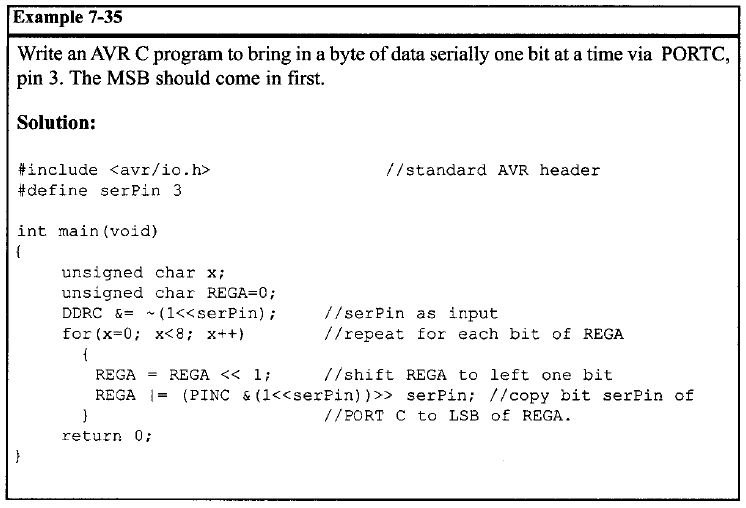 Example 7-35
Write an AVR C program to bring in a byte of data serially one bit at a time via PORTC,
pin 3. The MSB should come in first.
Solution:
#include <avr/io.h> //standard AVR header
#define serPin 3
int main(void)
{
unsigned char x;
unsigned char REGA=0;
DDRC &= ~(1<<serPin); //serPin as input
for(x=0; x<8; x++) //repeat for each bit of REGA
{
REGA = REGA << 1; //shift REGA to left one bit
REGA |= (PINC &(1<<serPin))>> serPin; //copy bit serPin of
} //PORT C to LSB of REGA.
return 0;
}